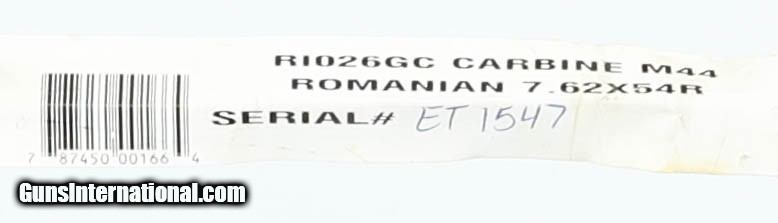 RI026GC CARBINE M44
ROMANIAN 7.62X54R
SERIAL# ET1547
7 87450 00166 4
GunsInternational.com